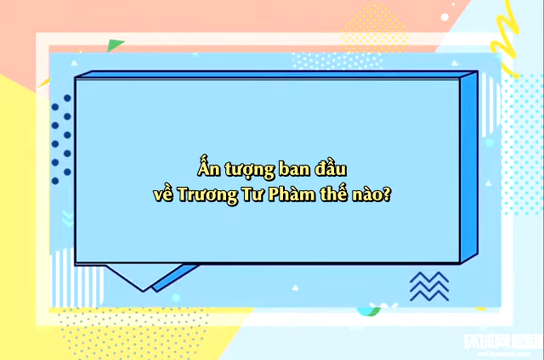 Ấn tượng ban đầu
về Trương Tư Phàm thế nào?